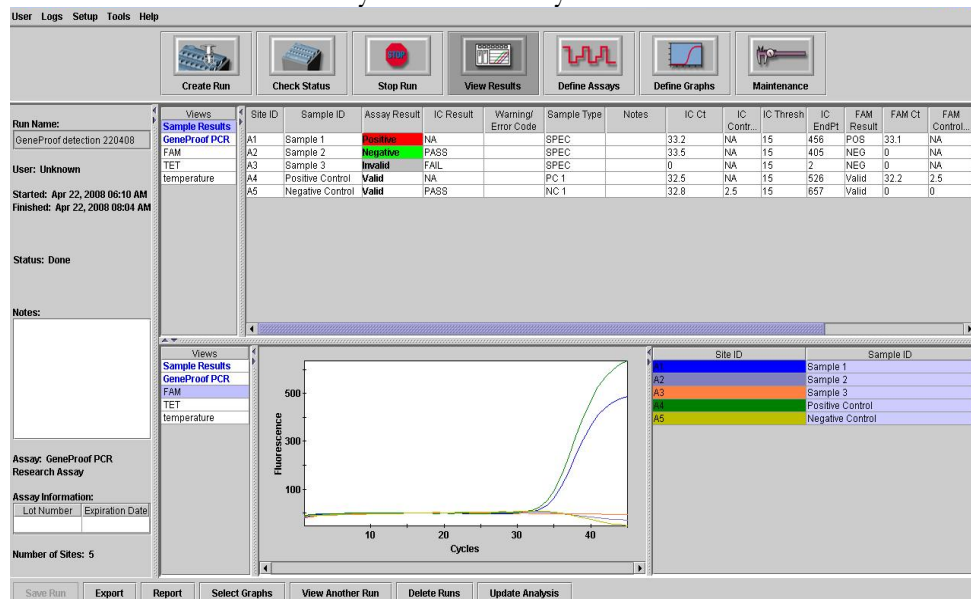 User Logs Setup Tools Help
Create Run Check Status Stop Run View Results Define Assays Define Graphs Maintenance
Run Name:
GeneProof detection 220408
User: Unknown
Started: Apr 22, 2008 06:10 AM
Finished: Apr 22, 2008 08:04 AM
Status: Done
Notes:
Assay: GeneProof PCR
Research Assay
Assay Information:
Lot Number Expiration Date
Number of Sites: 5
Views
Sample Results
GeneProof PCR
FAM
TET
temperature
Site ID Sample ID Assay Result IC Result Warning/ Error Code Sample Type Notes IC Ct IC Contr... IC Thresh IC EndPt FAM Result FAM Ct FAM Control...
A1 Sample 1 Positive NA SPEC 33.2 NA 15 456 POS 33.1 NA
A2 Sample 2 Negative PASS SPEC 33.5 NA 15 405 NEG 0 NA
A3 Sample 3 Invalid FAIL SPEC 0 NA 15 2 NEG 0 NA
A4 Positive Control Valid NA PC 1 32.5 NA 15 526 Valid 32.2 2.5
A5 Negative Control Valid PASS NC 1 32.8 2.5 15 657 Valid 0 0
Views
Sample Results
GeneProof PCR
FAM
TET
temperature
Fluorescence
500
300
100
10 20 30 40
Cycles
Site ID Sample ID
A1 Sample 1
A2 Sample 2
A3 Sample 3
A4 Positive Control
A5 Negative Control
Save Run Export Report Select Graphs View Another Run Delete Runs Update Analysis